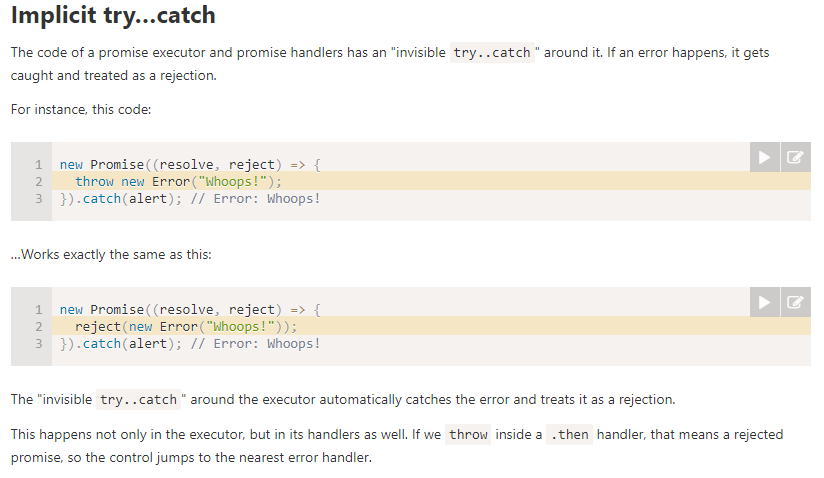 Implicit try…catch
The code of a promise executor and promise handlers has an "invisible try..catch" around it. If an error happens, it gets
caught and treated as a rejection.
For instance, this code:
1 new Promise((resolve, reject) => {
2   throw new Error("Whoops!");
3 }).catch(alert); // Error: Whoops!
…Works exactly the same as this:
1 new Promise((resolve, reject) => {
2   reject(new Error("Whoops!"));
3 }).catch(alert); // Error: Whoops!
The "invisible try..catch" around the executor automatically catches the error and treats it as a rejection.
This happens not only in the executor, but in its handlers as well. If we throw inside a .then handler, that means a rejected
promise, so the control jumps to the nearest error handler.